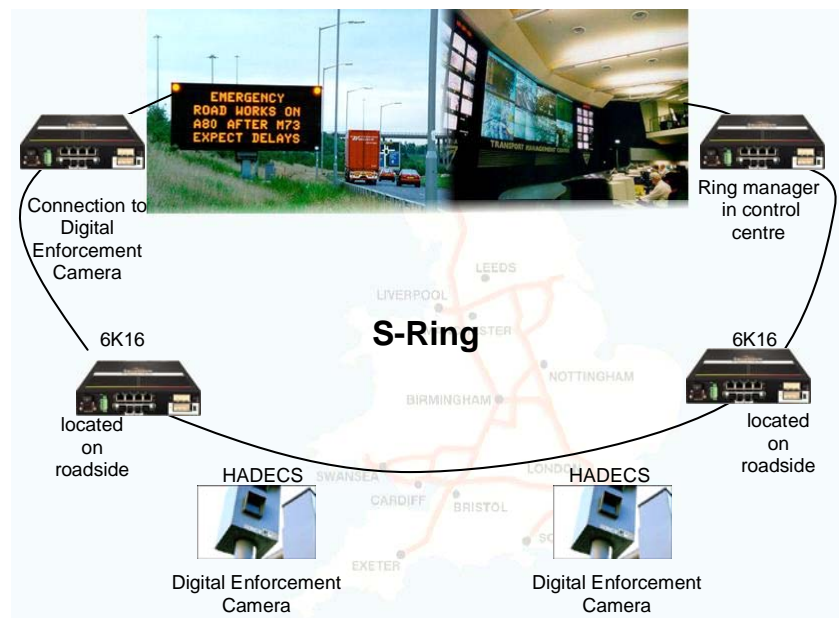 EMERGENCY
ROAD WORKS ON
A80 AFTER M73
EXPECT DELAYS
TRANSPORT MANAGEMENT CENTRE
Connection to
Digital
Enforcement
Camera
Ring manager
in control
centre
LEEDS
LIVERPOOL
S-Ring
6K16
6K16
NOTTINGHAM
BIRMINGHAM
located
on
roadside
located
on
roadside
HADECS
HADECS
SWANSEA
LONDON
CARDIFF
BRISTOL
EXETER
Digital Enforcement
Camera
Digital Enforcement
Camera